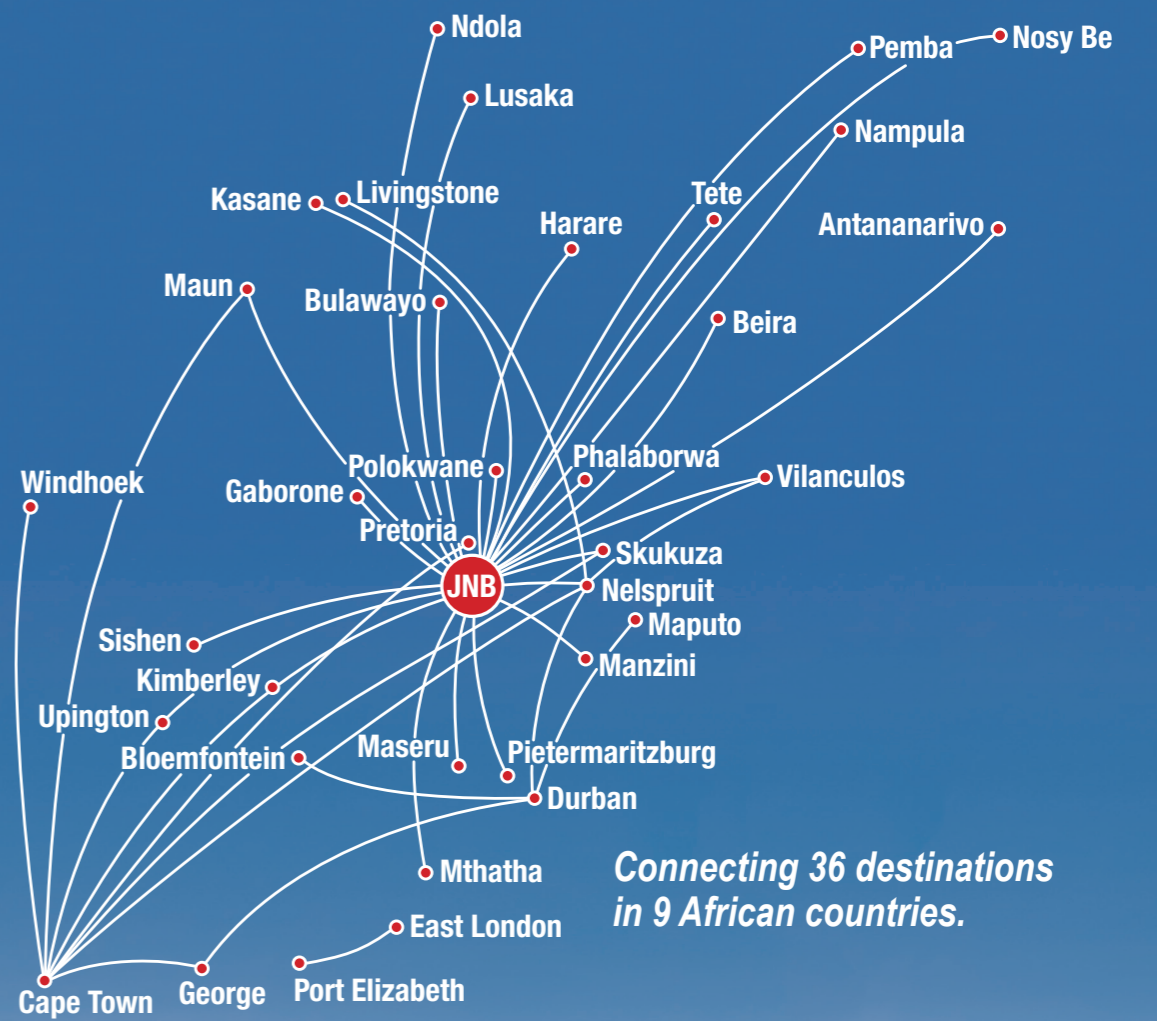 Ndola
Pemba
Nosy Be
Lusaka
Nampula
Kasane
Livingstone
Tete
Harare
Antananarivo
Maun
Bulawayo
Beira
Polokwane
Phalaborwa
Windhoek
Gaborone
Vilanculos
Pretoria
Skukuza
JNB
Nelspruit
Maputo
Sishen
Manzini
Kimberley
Upington
Maseru
Pietermaritzburg
Bloemfontein
Durban
Mthatha
Connecting 36 destinations
in 9 African countries.
East London
Cape Town
George
Port Elizabeth